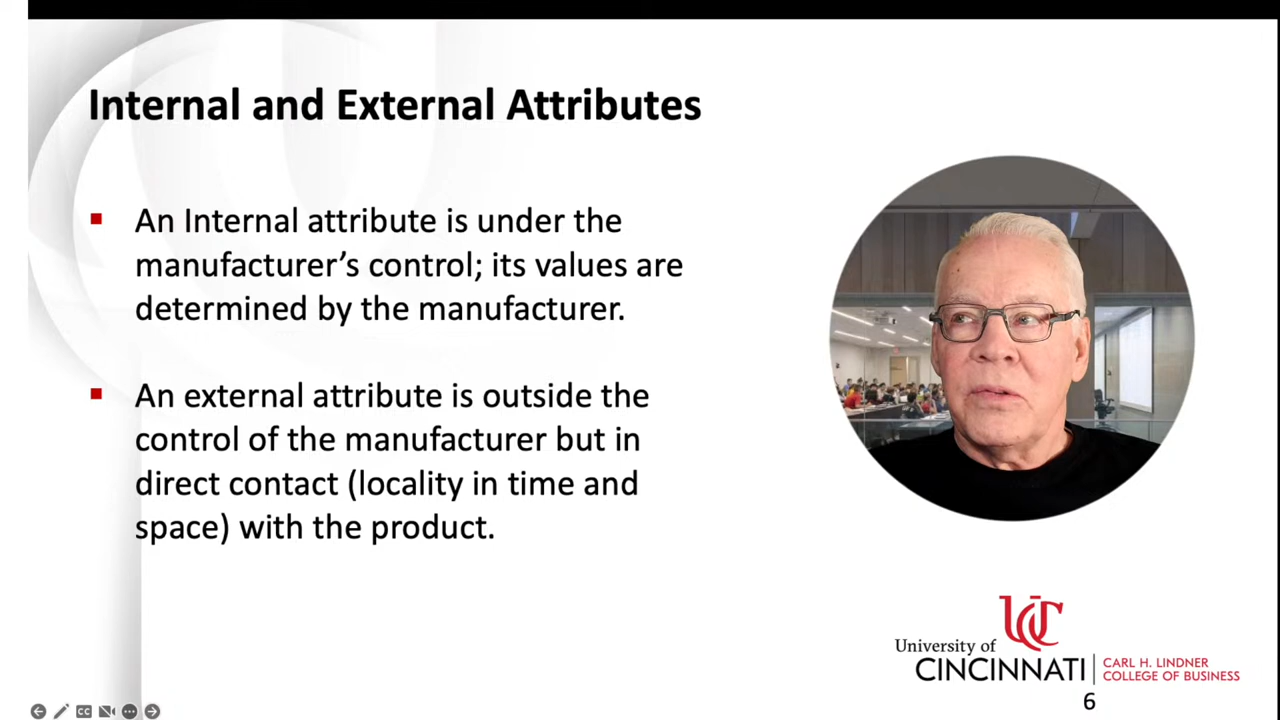 Internal and External Attributes
An Internal attribute is under the
manufacturer's control; its values are
determined by the manufacturer.
An external attribute is outside the
control of the manufacturer but in
direct contact (locality in time and
space) with the product.
UC
University of
CINCINNATI
CARL H. LINDNER
COLLEGE OF BUSINESS
6
CC